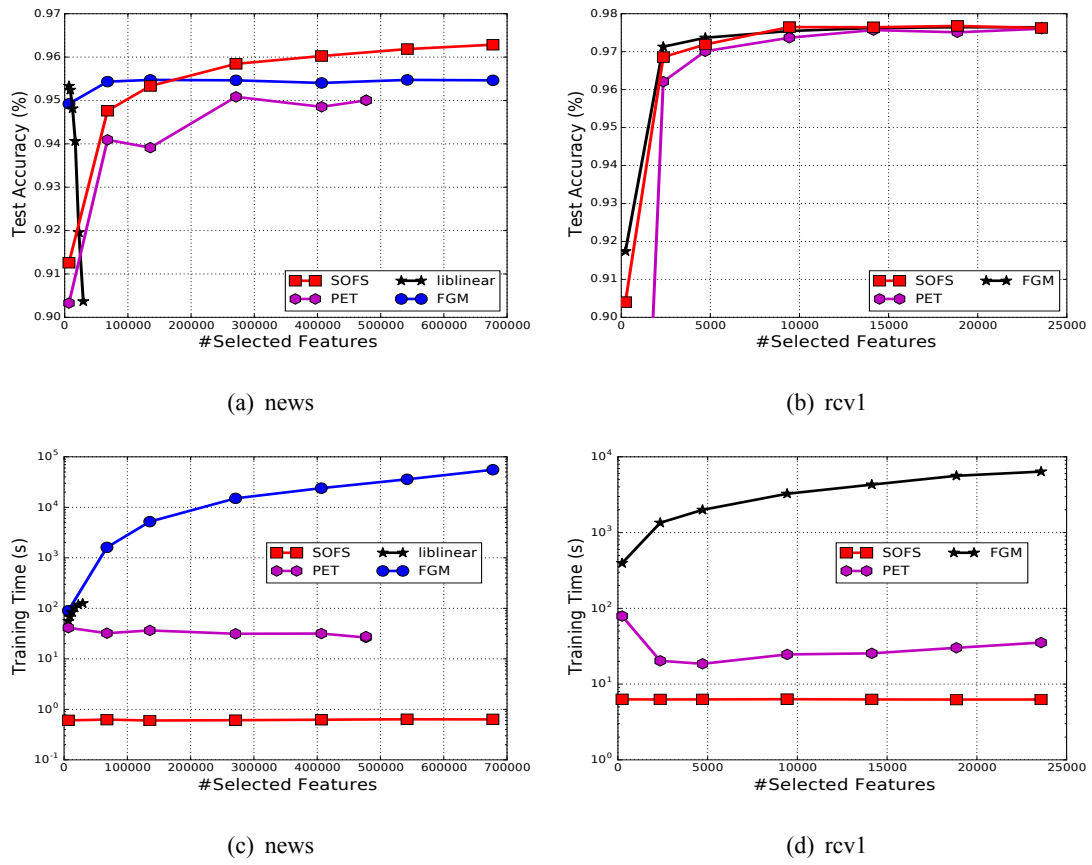 0.97
0.96
0.95
0.94
0.93
0.92
0.91
0.90
Test Accuracy (%)
SOFS
PET
liblinear
FGM
0 100000 200000 300000 400000 500000 600000 700000
#Selected Features
(a) news
0.98
0.97
0.96
0.95
0.94
0.93
0.92
0.91
0.90
Test Accuracy (%)
SOFS
PET
FGM
0 5000 10000 15000 20000 25000
#Selected Features
(b) rcv1
10^5
10^4
10^3
10^2
10^1
10^0
10^-1
Training Time (s)
SOFS
PET
liblinear
FGM
0 100000 200000 300000 400000 500000 600000 700000
#Selected Features
(c) news
10^4
10^3
10^2
10^1
10^0
Training Time (s)
SOFS
PET
FGM
0 5000 10000 15000 20000 25000
#Selected Features
(d) rcv1